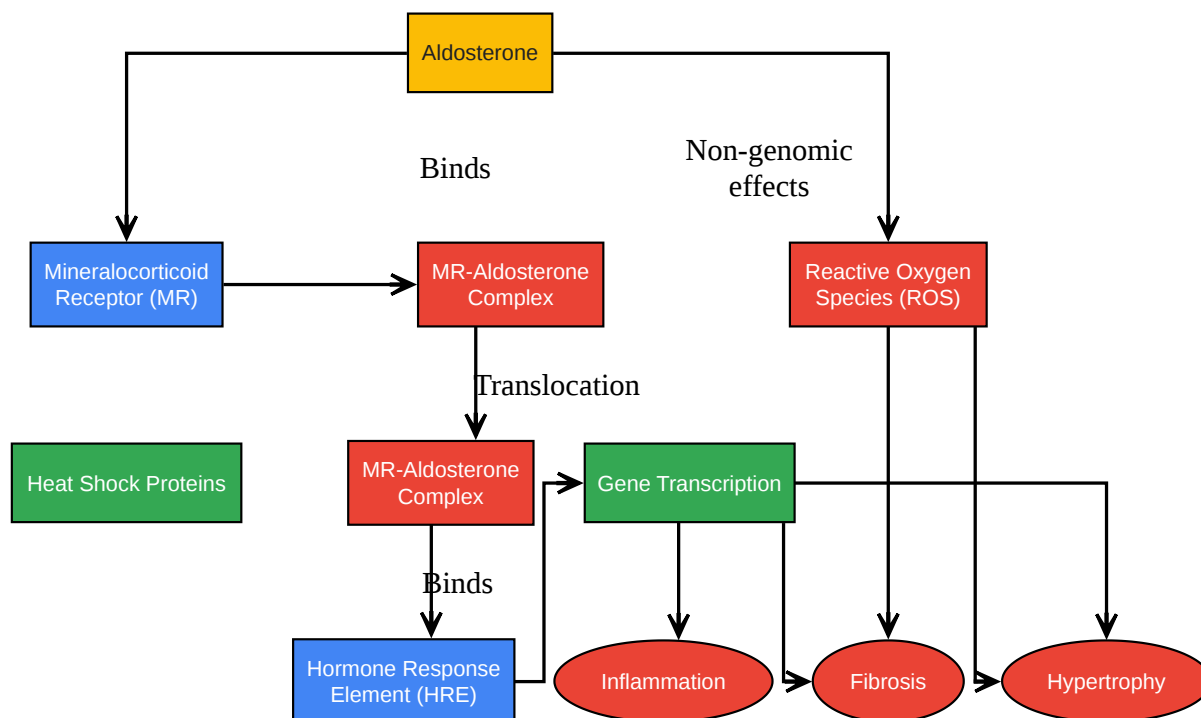 Aldosterone
Binds
Non-genomic
effects
Mineralocorticoid
Receptor (MR)
MR-Aldosterone
Complex
Reactive Oxygen
Species (ROS)
Translocation
Heat Shock Proteins
MR-Aldosterone
Complex
Gene Transcription
Binds
Hormone Response
Element (HRE)
Inflammation
Fibrosis
Hypertrophy